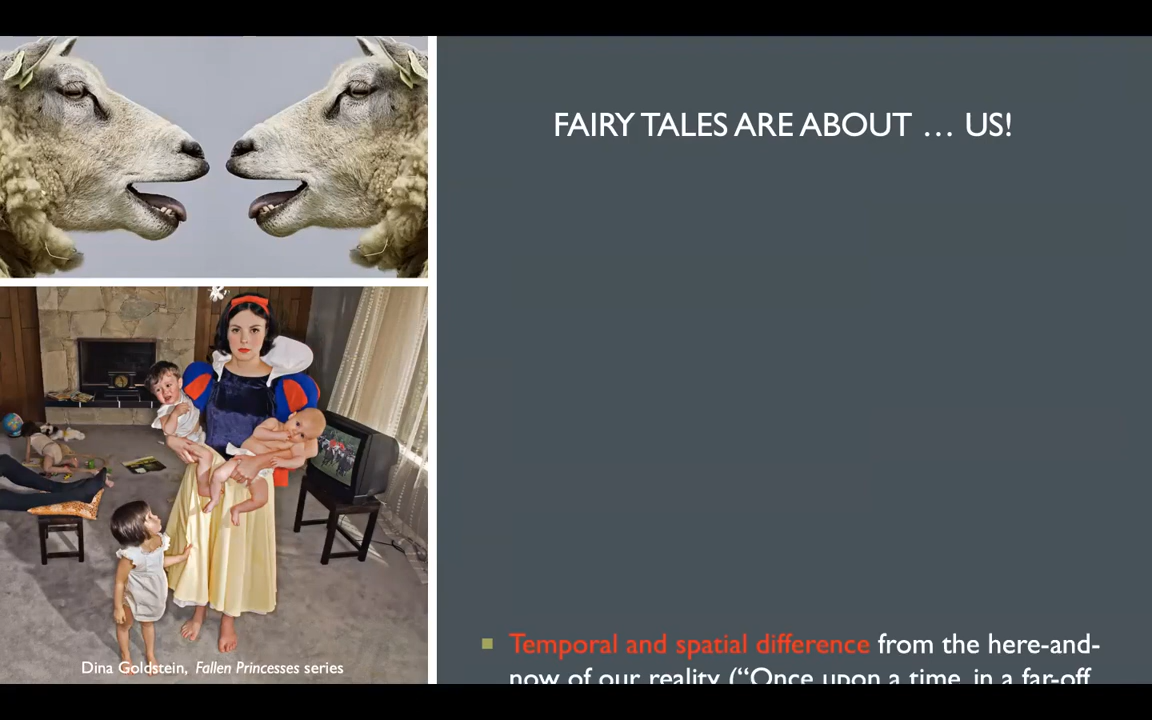 FAIRY TALES ARE ABOUT … US!
Dina Goldstein, Fallen Princesses series
Temporal and spatial difference from the here-and-
now of our reality (“Once upon a time, in a far-off